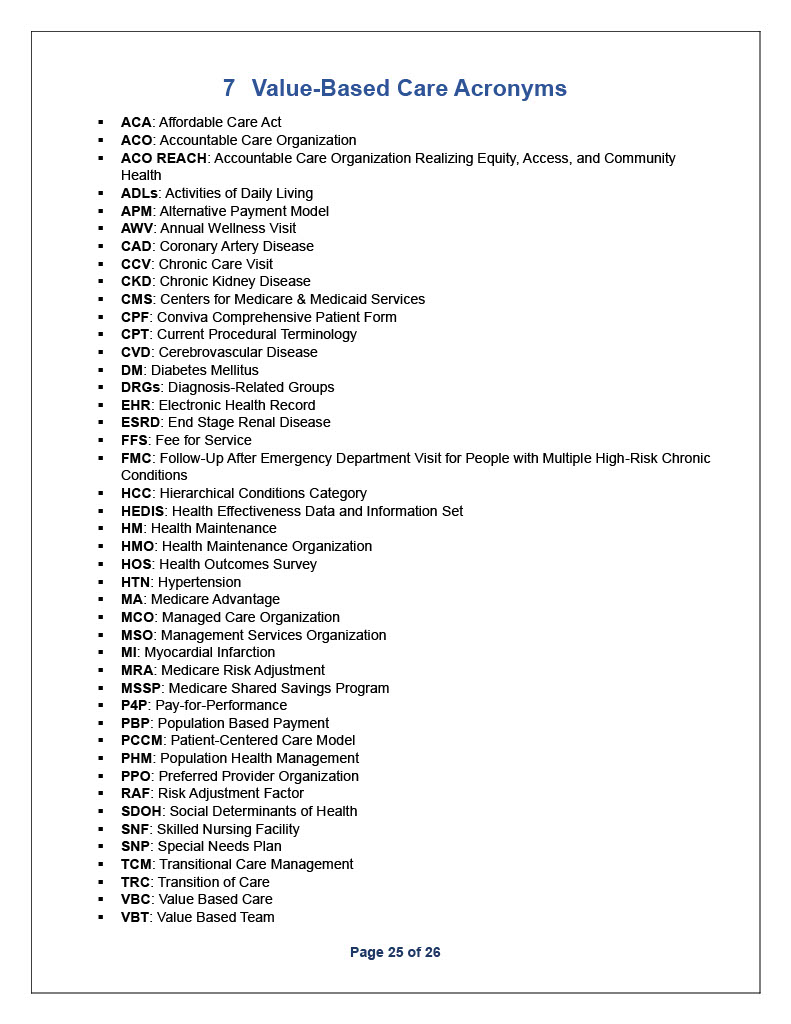 7 Value-Based Care Acronyms
▪ ACA: Affordable Care Act
▪ ACO: Accountable Care Organization
▪ ACO REACH: Accountable Care Organization Realizing Equity, Access, and Community
Health
▪ ADLs: Activities of Daily Living
▪ APM: Alternative Payment Model
▪ AWV: Annual Wellness Visit
▪ CAD: Coronary Artery Disease
▪ CCV: Chronic Care Visit
▪ CKD: Chronic Kidney Disease
▪ CMS: Centers for Medicare & Medicaid Services
▪ CPF: Conviva Comprehensive Patient Form
▪ CPT: Current Procedural Terminology
▪ CVD: Cerebrovascular Disease
▪ DM: Diabetes Mellitus
▪ DRGs: Diagnosis-Related Groups
▪ EHR: Electronic Health Record
▪ ESRD: End Stage Renal Disease
▪ FFS: Fee for Service
▪ FMC: Follow-Up After Emergency Department Visit for People with Multiple High-Risk Chronic
Conditions
▪ HCC: Hierarchical Conditions Category
▪ HEDIS: Health Effectiveness Data and Information Set
▪ HM: Health Maintenance
▪ HMO: Health Maintenance Organization
▪ HOS: Health Outcomes Survey
▪ HTN: Hypertension
▪ MA: Medicare Advantage
▪ MCO: Managed Care Organization
▪ MSO: Management Services Organization
▪ MI: Myocardial Infarction
▪ MRA: Medicare Risk Adjustment
▪ MSSP: Medicare Shared Savings Program
▪ P4P: Pay-for-Performance
▪ PBP: Population Based Payment
▪ PCCM: Patient-Centered Care Model
▪ PHM: Population Health Management
▪ PPO: Preferred Provider Organization
▪ RAF: Risk Adjustment Factor
▪ SDOH: Social Determinants of Health
▪ SNF: Skilled Nursing Facility
▪ SNP: Special Needs Plan
▪ TCM: Transitional Care Management
▪ TRC: Transition of Care
▪ VBC: Value Based Care
▪ VBT: Value Based Team
Page 25 of 26